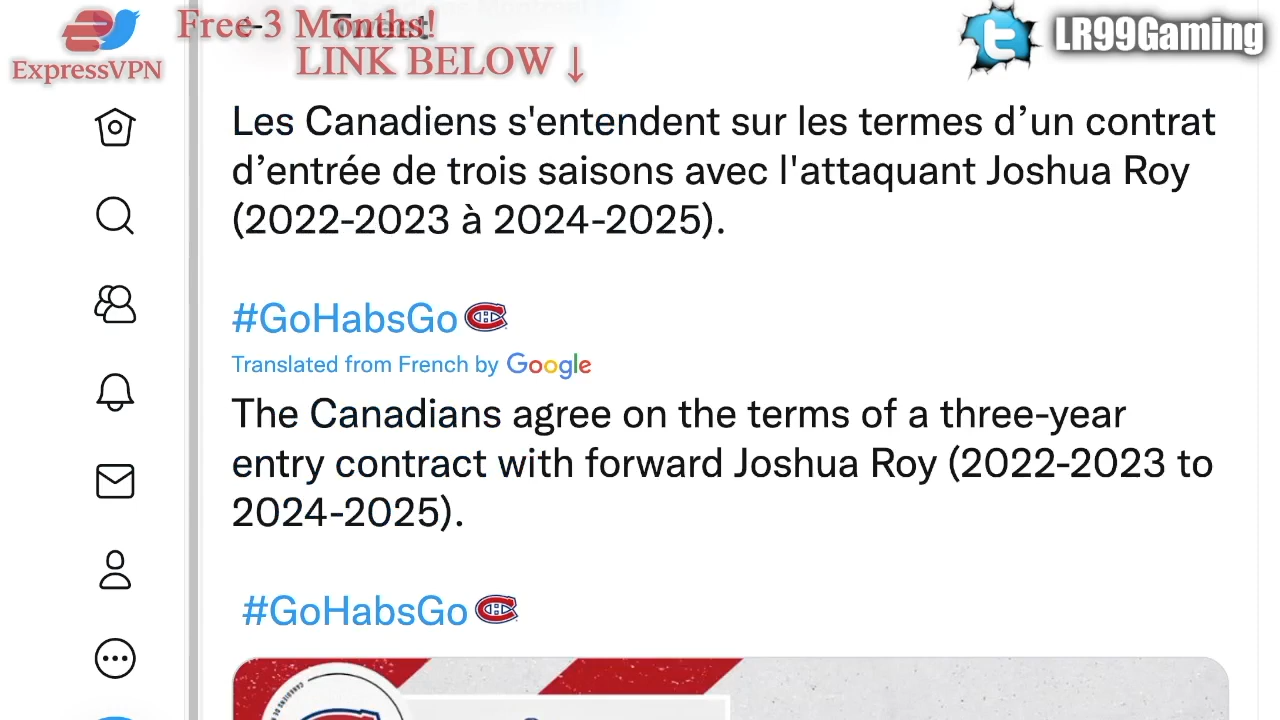 Free 3 Months!
LINK BELOW ↓
ExpressVPN
LR99Gaming
Les Canadiens s'entendent sur les termes d’un contrat
d’entrée de trois saisons avec l'attaquant Joshua Roy
(2022-2023 à 2024-2025).
#GoHabsGo
Translated from French by Google
The Canadians agree on the terms of a three-year
entry contract with forward Joshua Roy (2022-2023 to
2024-2025).
#GoHabsGo